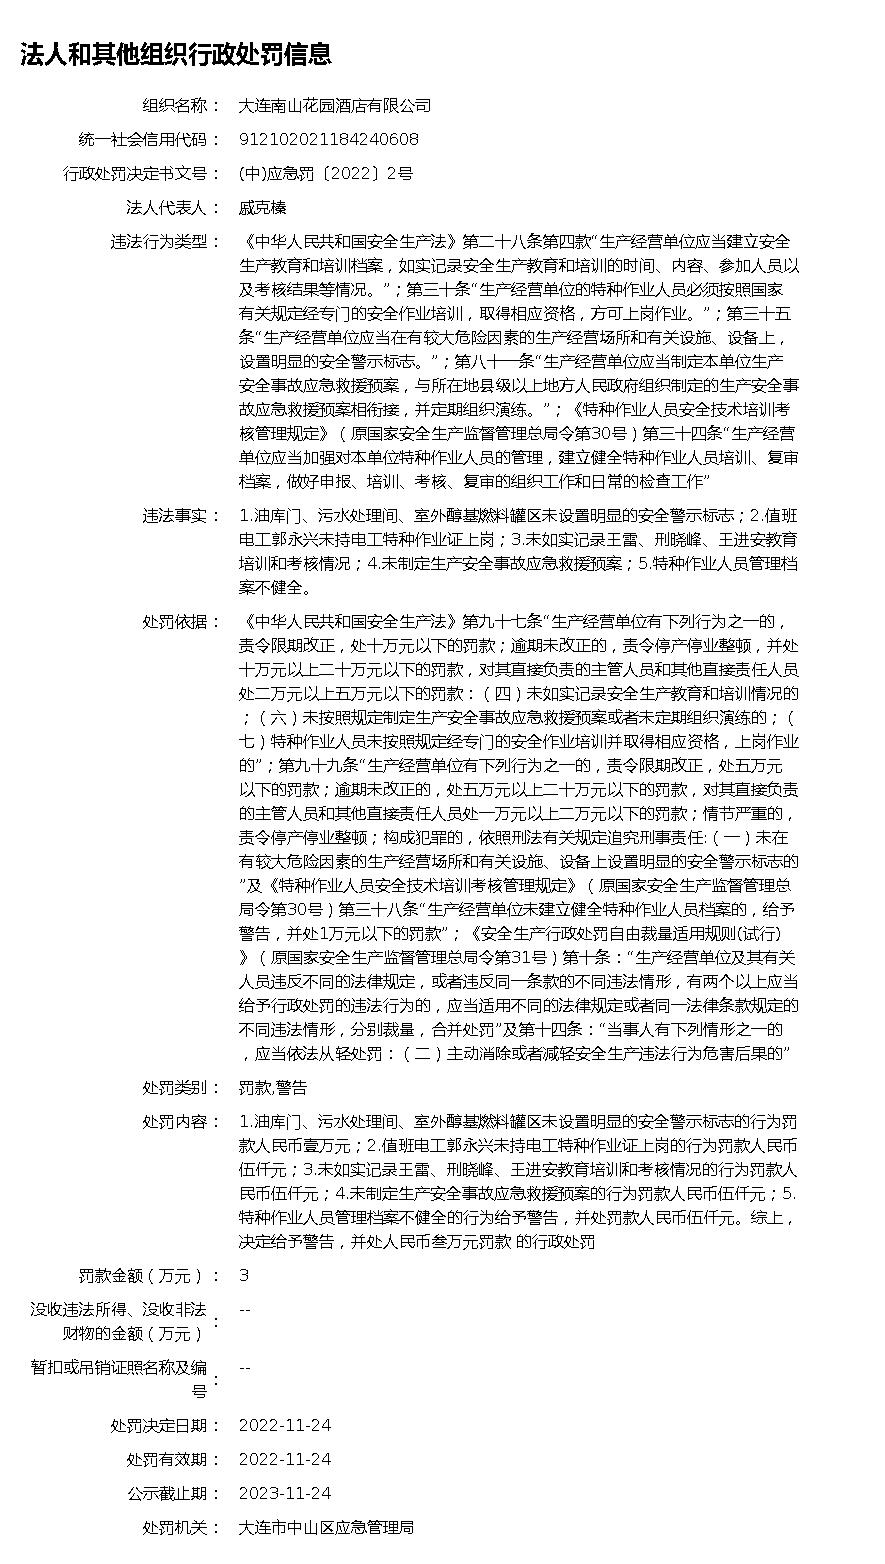 法人和其他组织行政处罚信息
组织名称： 大连南山花园酒店有限公司
统一社会信用代码： 912102021184240608
行政处罚决定书文号： (中)应急罚〔2022〕2号
法人代表人： 戚克榛
违法行为类型： 《中华人民共和国安全生产法》第二十八条第四款“生产经营单位应当建立安全
生产教育和培训档案，如实记录安全生产教育和培训的时间、内容、参加人员以
及考核结果等情况。”；第三十条“生产经营单位的特种作业人员必须按照国家
有关规定经专门的安全作业培训，取得相应资格，方可上岗作业。”；第三十五
条“生产经营单位应当在有较大危险因素的生产经营场所和有关设施、设备上，
设置明显的安全警示标志。”；第八十一条“生产经营单位应当制定本单位生产
安全事故应急救援预案，与所在地县级以上地方人民政府组织制定的生产安全事
故应急救援预案相衔接，并定期组织演练。”；《特种作业人员安全技术培训考
核管理规定》（原国家安全生产监督管理总局令第30号）第三十四条“生产经营
单位应当加强对本单位特种作业人员的管理，建立健全特种作业人员培训、复审
档案，做好申报、培训、考核、复审的组织工作和日常的检查工作”
违法事实： 1.油库门、污水处理间、室外醇基燃料罐区未设置明显的安全警示标志；2.值班
电工郭永兴未持电工特种作业证上岗；3.未如实记录王雷、刑晓峰、王进安教育
培训和考核情况；4.未制定生产安全事故应急救援预案；5.特种作业人员管理档
案不健全。
处罚依据： 《中华人民共和国安全生产法》第九十七条“生产经营单位有下列行为之一的，
责令限期改正，处十万元以下的罚款；逾期未改正的，责令停产停业整顿，并处
十万元以上二十万元以下的罚款，对其直接负责的主管人员和其他直接责任人员
处二万元以上五万元以下的罚款：（四）未如实记录安全生产教育和培训情况的
；（六）未按照规定制定生产安全事故应急救援预案或者未定期组织演练的；（
七）特种作业人员未按照规定经专门的安全作业培训并取得相应资格，上岗作业
的”；第九十九条“生产经营单位有下列行为之一的，责令限期改正，处五万元
以下的罚款；逾期未改正的，处五万元以上二十万元以下的罚款，对其直接负责
的主管人员和其他直接责任人员处一万元以上二万元以下的罚款；情节严重的，
责令停产停业整顿；构成犯罪的，依照刑法有关规定追究刑事责任:（一）未在
有较大危险因素的生产经营场所和有关设施、设备上设置明显的安全警示标志的
”及《特种作业人员安全技术培训考核管理规定》（原国家安全生产监督管理总
局令第30号）第三十八条“生产经营单位未建立健全特种作业人员档案的，给予
警告，并处1万元以下的罚款”；《安全生产行政处罚自由裁量适用规则(试行)
》（原国家安全生产监督管理总局令第31号）第十条：“生产经营单位及其有关
人员违反不同的法律规定，或者违反同一条款的不同违法情形，有两个以上应当
给予行政处罚的违法行为的，应当适用不同的法律规定或者同一法律条款规定的
不同违法情形，分别裁量，合并处罚”及第十四条：“当事人有下列情形之一的
，应当依法从轻处罚：（二）主动消除或者减轻安全生产违法行为危害后果的”
处罚类别： 罚款,警告
处罚内容： 1.油库门、污水处理间、室外醇基燃料罐区未设置明显的安全警示标志的行为罚
款人民币壹万元；2.值班电工郭永兴未持电工特种作业证上岗的行为罚款人民币
伍仟元；3.未如实记录王雷、刑晓峰、王进安教育培训和考核情况的行为罚款人
民币伍仟元；4.未制定生产安全事故应急救援预案的行为罚款人民币伍仟元；5.
特种作业人员管理档案不健全的行为给予警告，并处罚款人民币伍仟元。综上，
决定给予警告，并处人民币叁万元罚款 的行政处罚
罚款金额（万元）： 3
没收违法所得、没收非法
财物的金额（万元）： --
暂扣或吊销证照名称及编
号： --
处罚决定日期： 2022-11-24
处罚有效期： 2022-11-24
公示截止期： 2023-11-24
处罚机关： 大连市中山区应急管理局